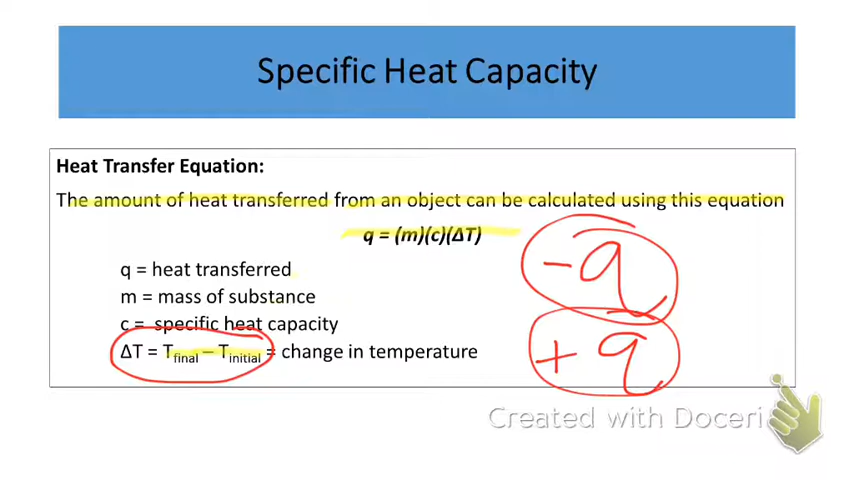 Specific Heat Capacity
Heat Transfer Equation:
The amount of heat transferred from an object can be calculated using this equation
q = (m)(c)(ΔT)
q = heat transferred
m = mass of substance
c = specific heat capacity
ΔT = Tfinal – Tinitial = change in temperature
-q
+q
Created with Doceri